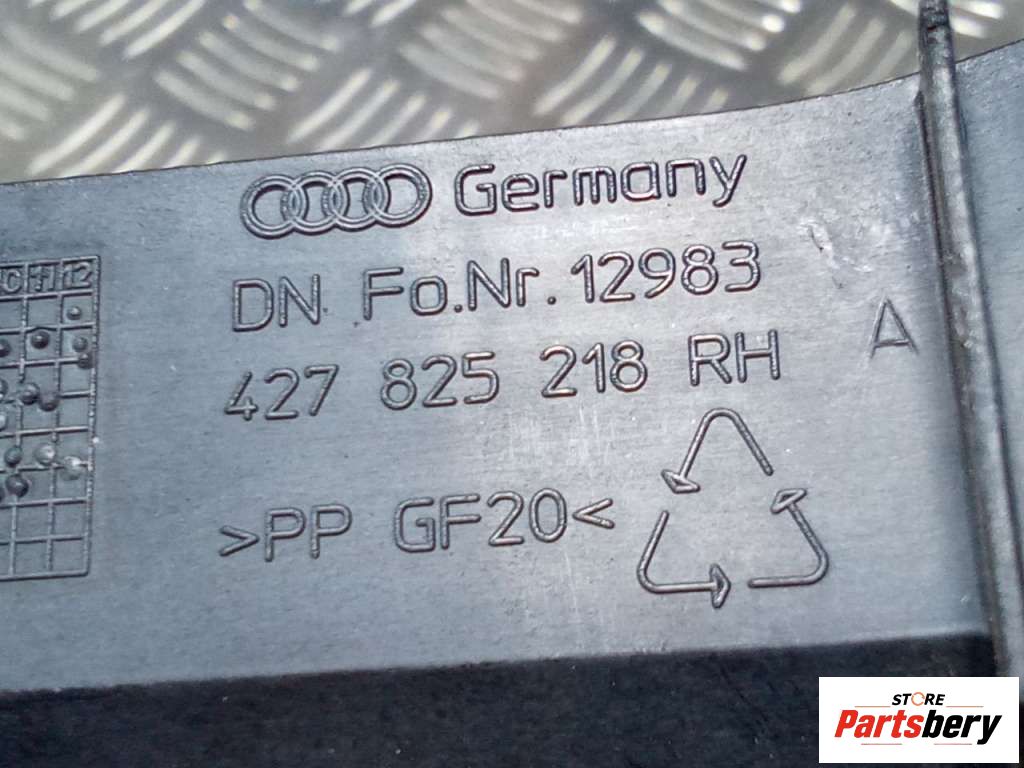 Germany
DN Fo.Nr.12983
427 825 218 RH
A
>PP GF20<
STORE
Partsbery